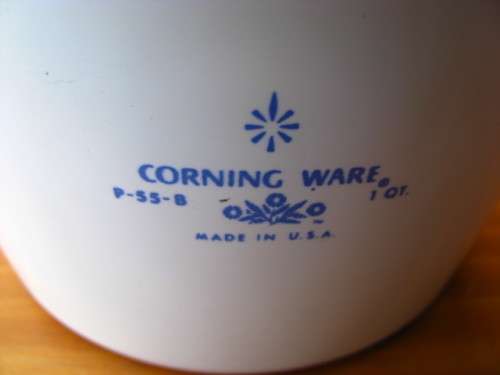 CORNING WARE®
P-55-B 1 QT.
MADE IN U.S.A.